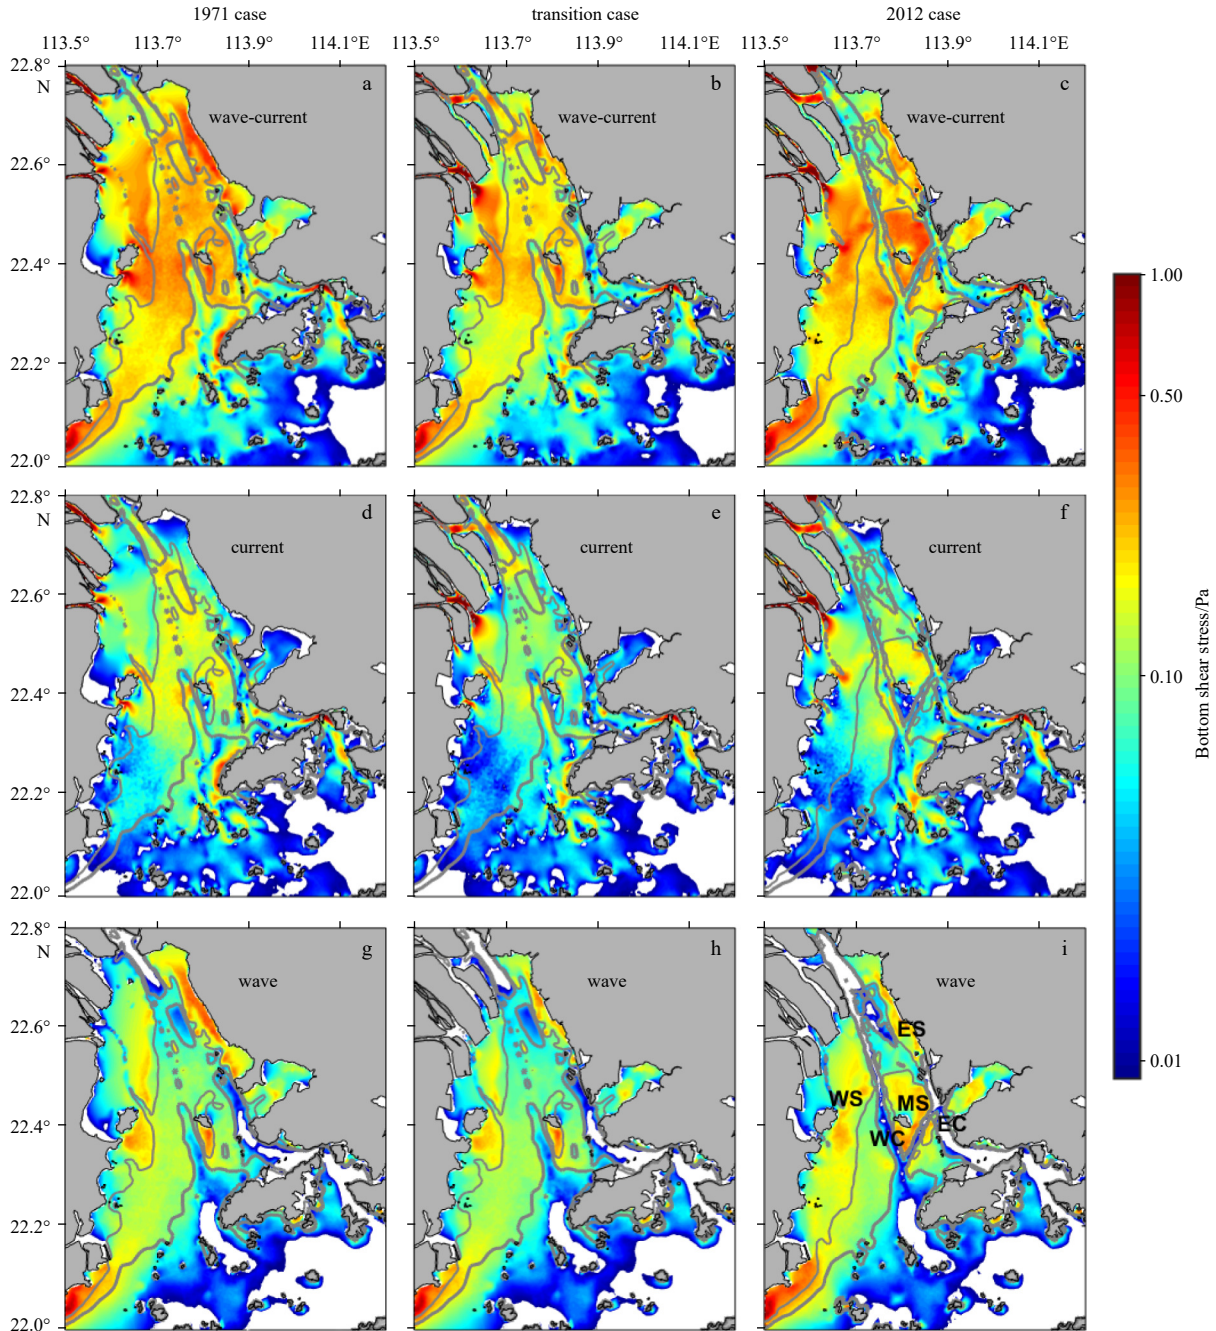 1971 case transition case 2012 case
113.5° 113.7° 113.9° 114.1°E 113.5° 113.7° 113.9° 114.1°E 113.5° 113.7° 113.9° 114.1°E
22.8°
N
a
b
c
wave-current wave-current wave-current
22.6°
22.4°
22.2°
22.0°
22.8°
N
d
e
f
current current current
22.6°
22.4°
22.2°
22.0°
22.8°
N
g
h
i
wave wave wave
22.6°
ES
WS
MS
22.4°
WC
EC
22.2°
22.0°
1.00
0.50
0.10
0.01
Bottom shear stress/Pa